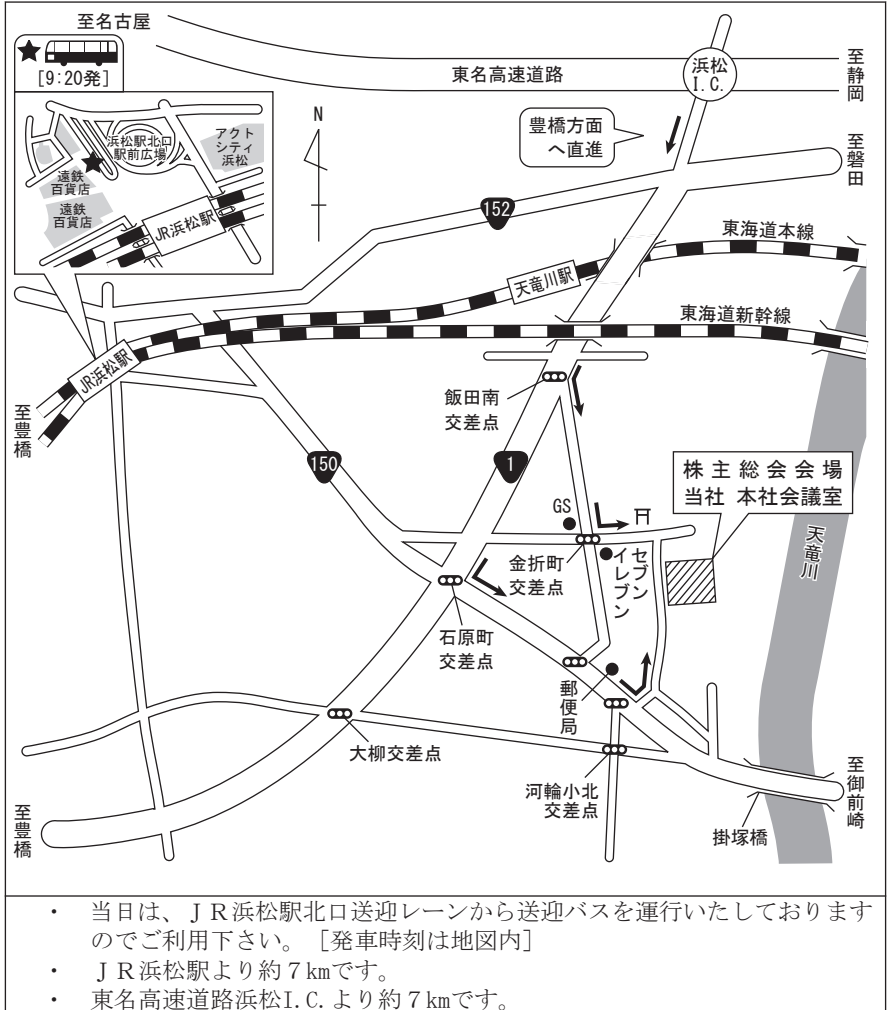 至名古屋
[9:20発]
東名高速道路
浜松
I.C.
至静岡
豊橋方面
へ直進
至磐田
N
浜松駅北口
駅前広場
アクト
シティ
浜松
遠鉄
百貨店
遠鉄
百貨店
JR浜松駅
152
東海道本線
天竜川駅
東海道新幹線
JR浜松駅
至豊橋
飯田南
交差点
150
1
株主総会会場
当社 本社会議室
GS
金折町
交差点
セブン
イレブン
天竜川
石原町
交差点
郵便局
大柳交差点
河輪小北
交差点
至御前崎
掛塚橋
至豊橋
・ 当日は、ＪＲ浜松駅北口送迎レーンから送迎バスを運行いたしております
のでご利用下さい。［発車時刻は地図内］
・ ＪＲ浜松駅より約７kmです。
・ 東名高速道路浜松I.C.より約７kmです。